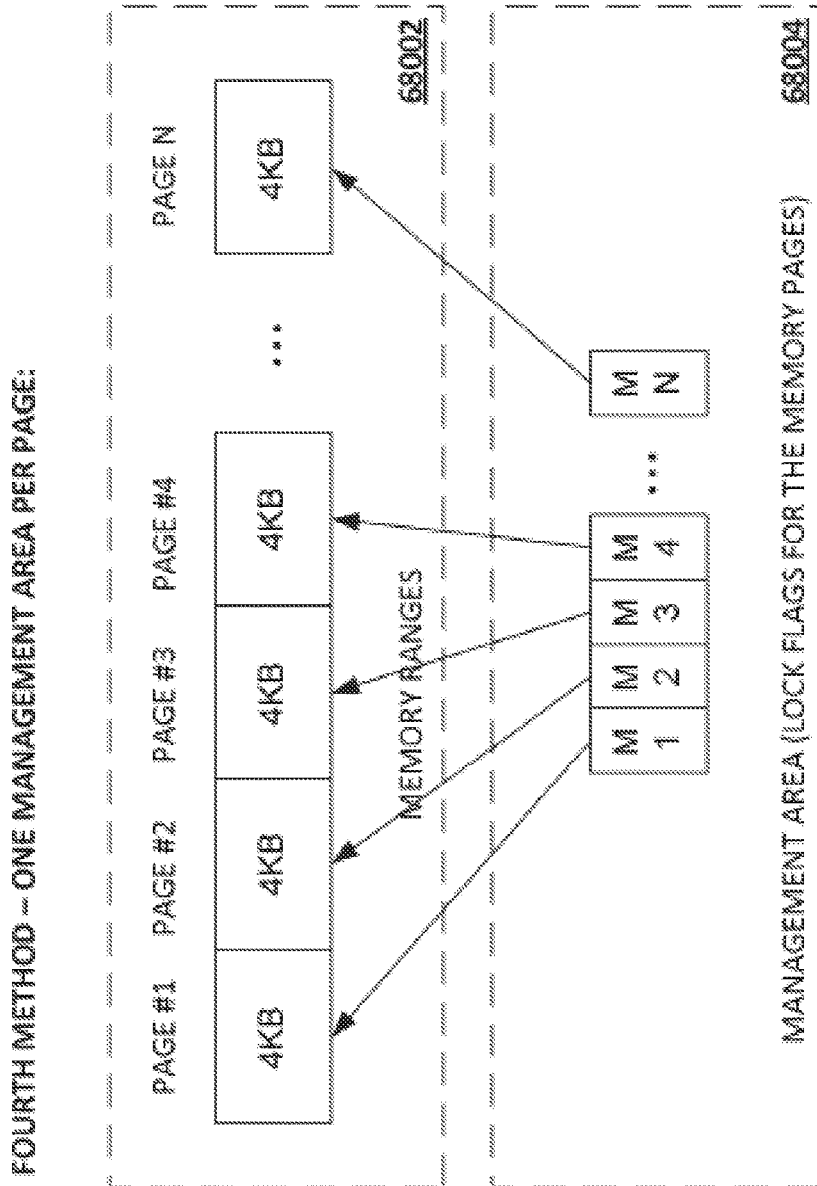 FOURTH METHOD – ONE MANAGEMENT AREA PER PAGE:
PAGE #1 PAGE #2 PAGE #3 PAGE #4 PAGE N
4KB 4KB 4KB 4KB ... 4KB
MEMORY RANGES
68002
M M M M M
1 2 3 4 ... N
MANAGEMENT AREA (LOCK FLAGS FOR THE MEMORY PAGES)
68004